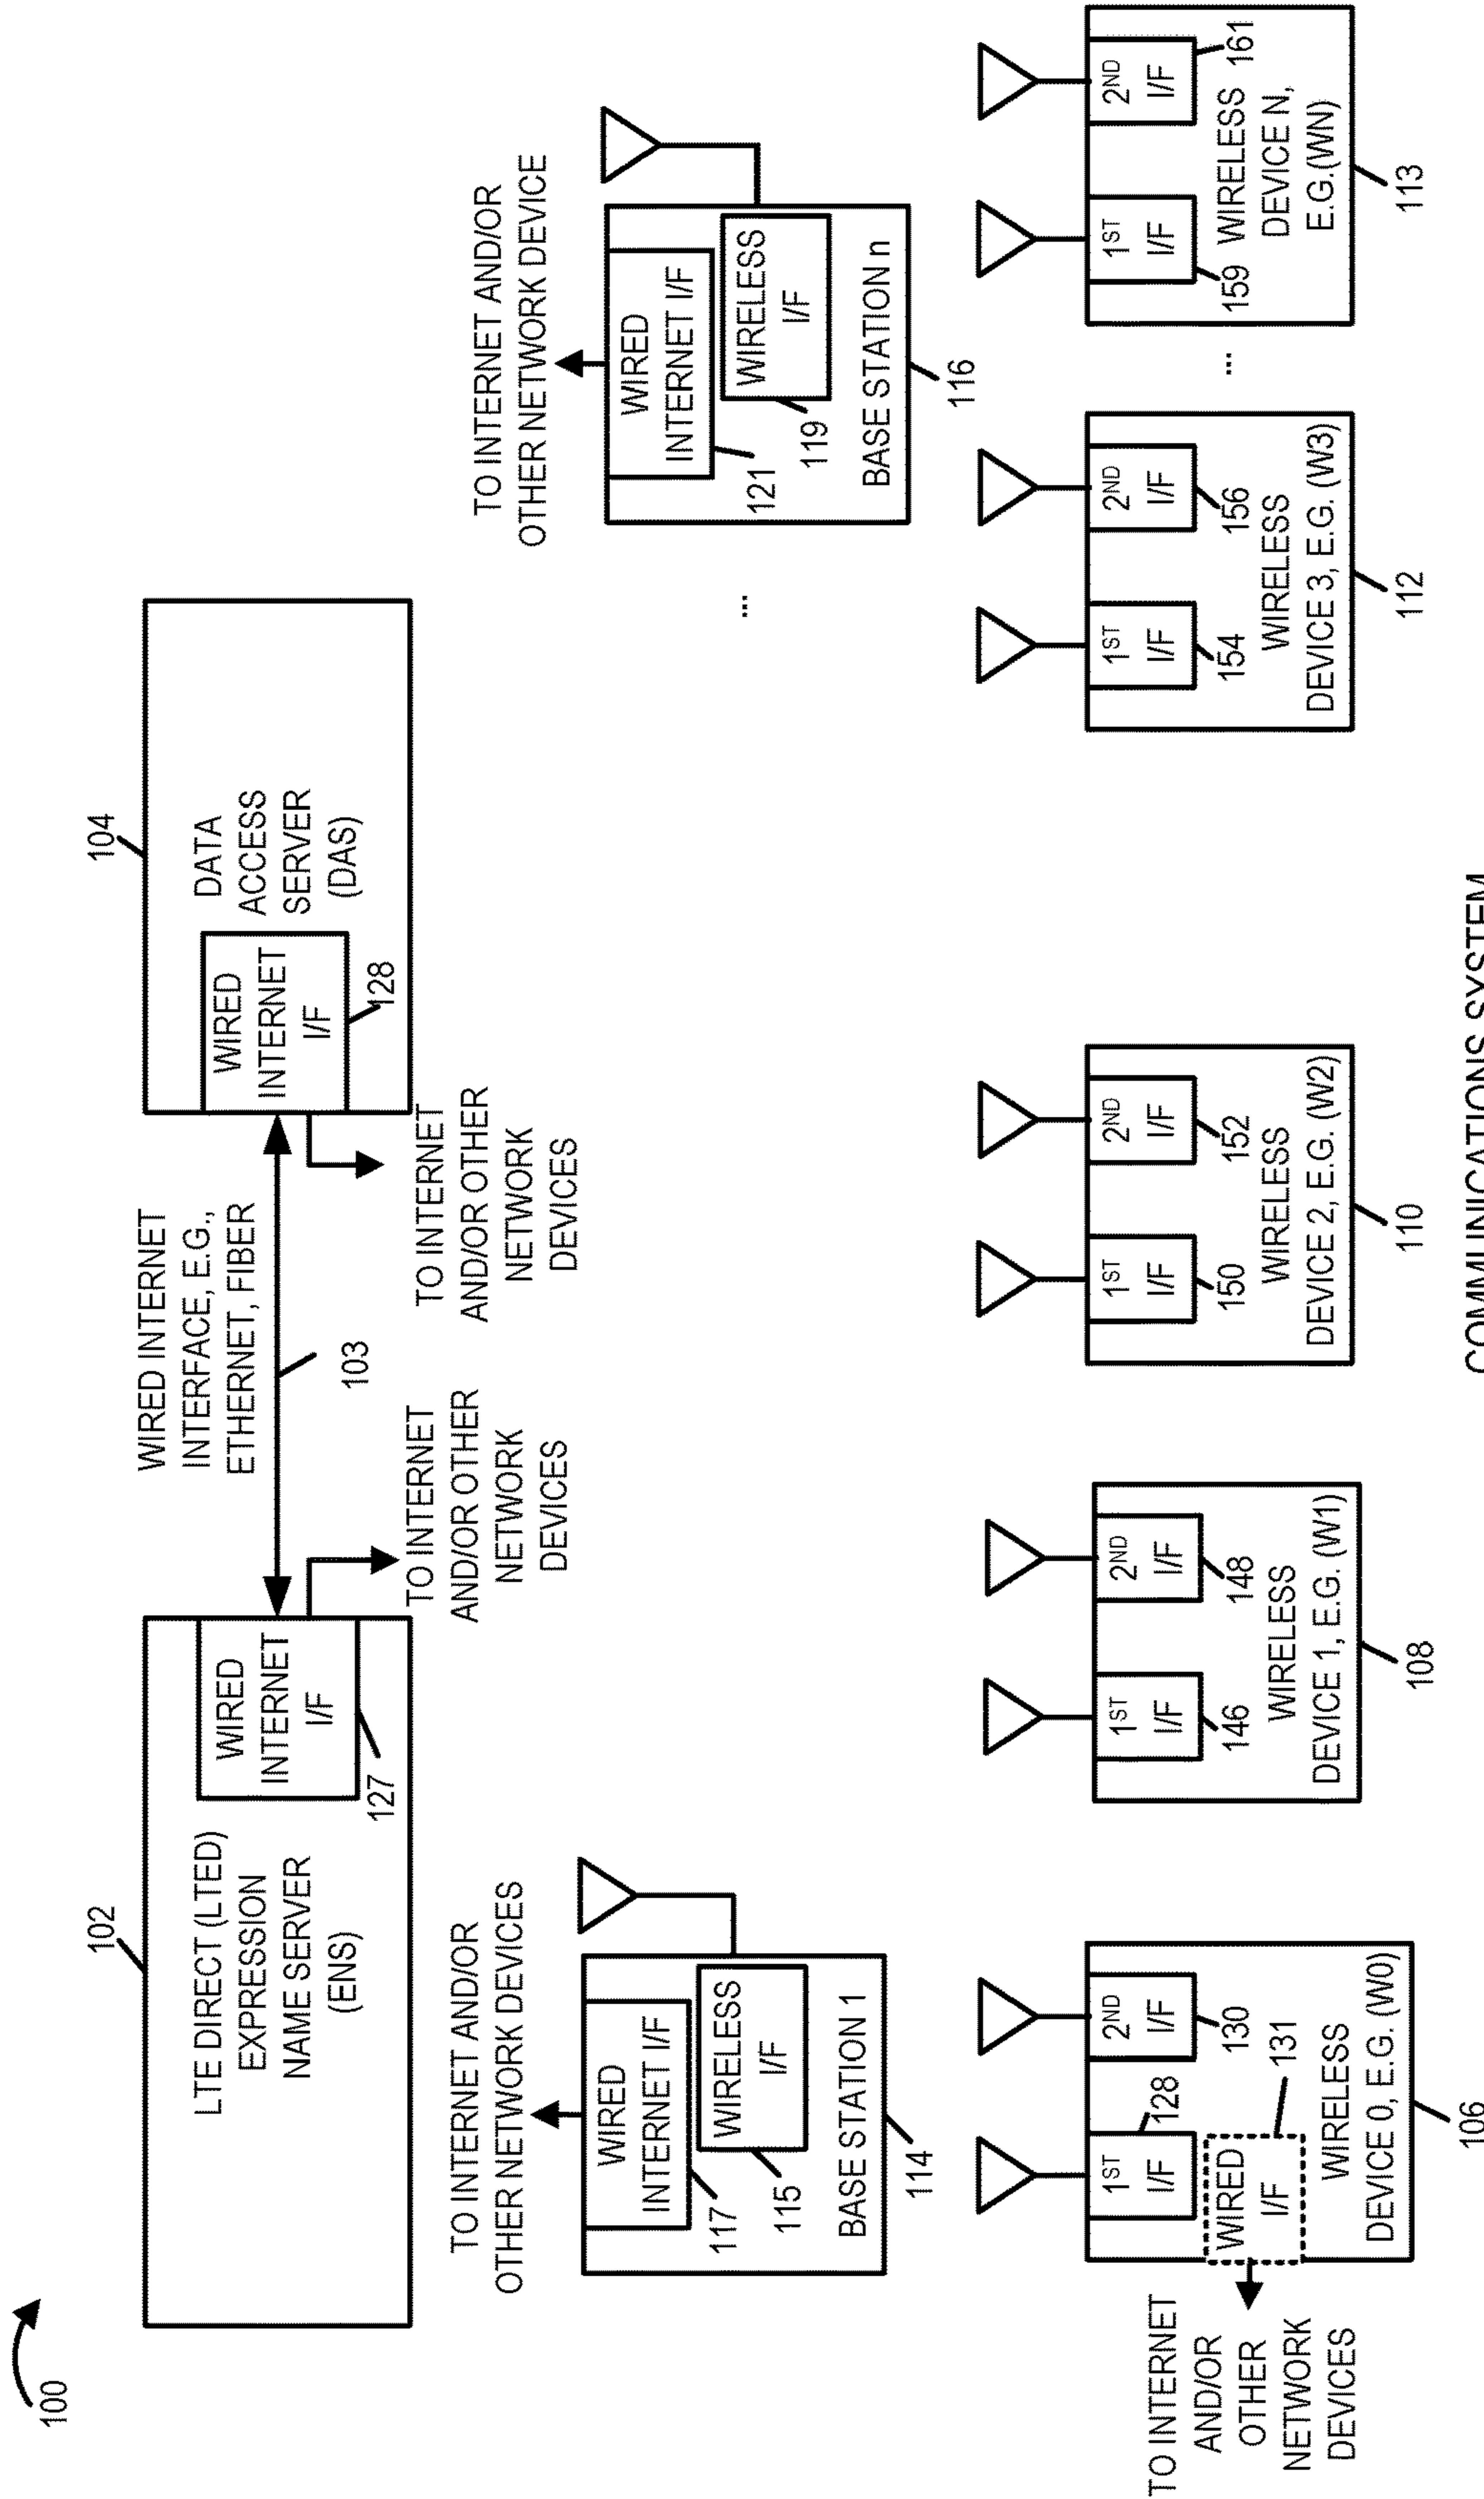 100
102
LTE DIRECT (LTED)
EXPRESSION
NAME SERVER
(ENS)
WIRED
INTERNET
I/F
127
WIRED INTERNET
INTERFACE, E.G.,
ETHERNET, FIBER
103
104
WIRED
INTERNET
I/F
128
DATA
ACCESS
SERVER
(DAS)
TO INTERNET
AND/OR OTHER
NETWORK
DEVICES
TO INTERNET
AND/OR OTHER
NETWORK
DEVICES
TO INTERNET AND/OR
OTHER NETWORK DEVICES
WIRED
INTERNET I/F
117
WIRELESS
I/F
115
BASE STATION 1
114
...
TO INTERNET AND/OR
OTHER NETWORK DEVICE
WIRED
INTERNET I/F
121
WIRELESS
I/F
119
BASE STATION n
116
TO INTERNET
AND/OR
OTHER
NETWORK
DEVICES
1ST
I/F
128
2ND
I/F
130
WIRED
I/F
131
WIRELESS
DEVICE 0, E.G. (W0)
106
1ST
I/F
146
2ND
I/F
148
WIRELESS
DEVICE 1, E.G. (W1)
108
1ST
I/F
150
2ND
I/F
152
WIRELESS
DEVICE 2, E.G. (W2)
110
1ST
I/F
154
2ND
I/F
156
WIRELESS
DEVICE 3, E.G. (W3)
112
...
1ST
I/F
159
2ND
I/F
161
WIRELESS
DEVICE N,
E.G.(WN)
113
COMMUNICATIONS SYSTEM